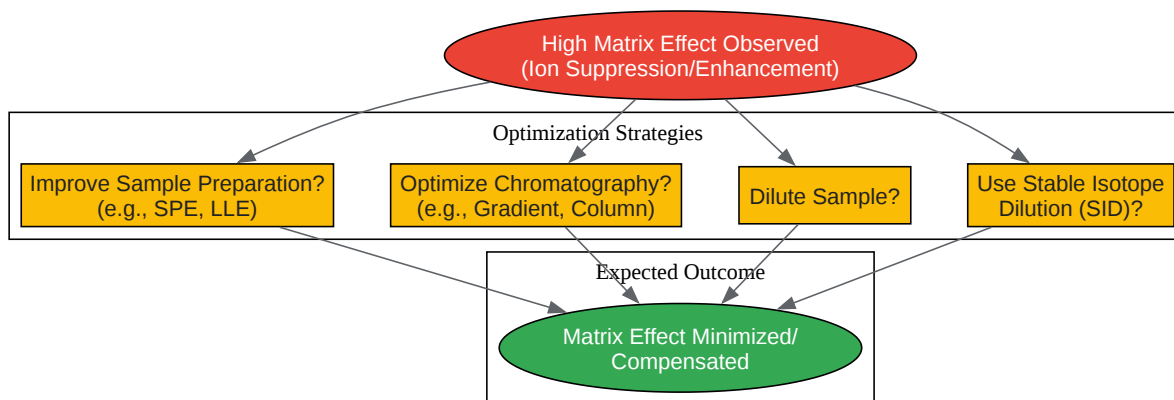 High Matrix Effect Observed
(Ion Suppression/Enhancement)
Optimization Strategies
Improve Sample Preparation?
(e.g., SPE, LLE)
Optimize Chromatography?
(e.g., Gradient, Column)
Dilute Sample?
Use Stable Isotope
Dilution (SID)?
Expected Outcome
Matrix Effect Minimized/
Compensated